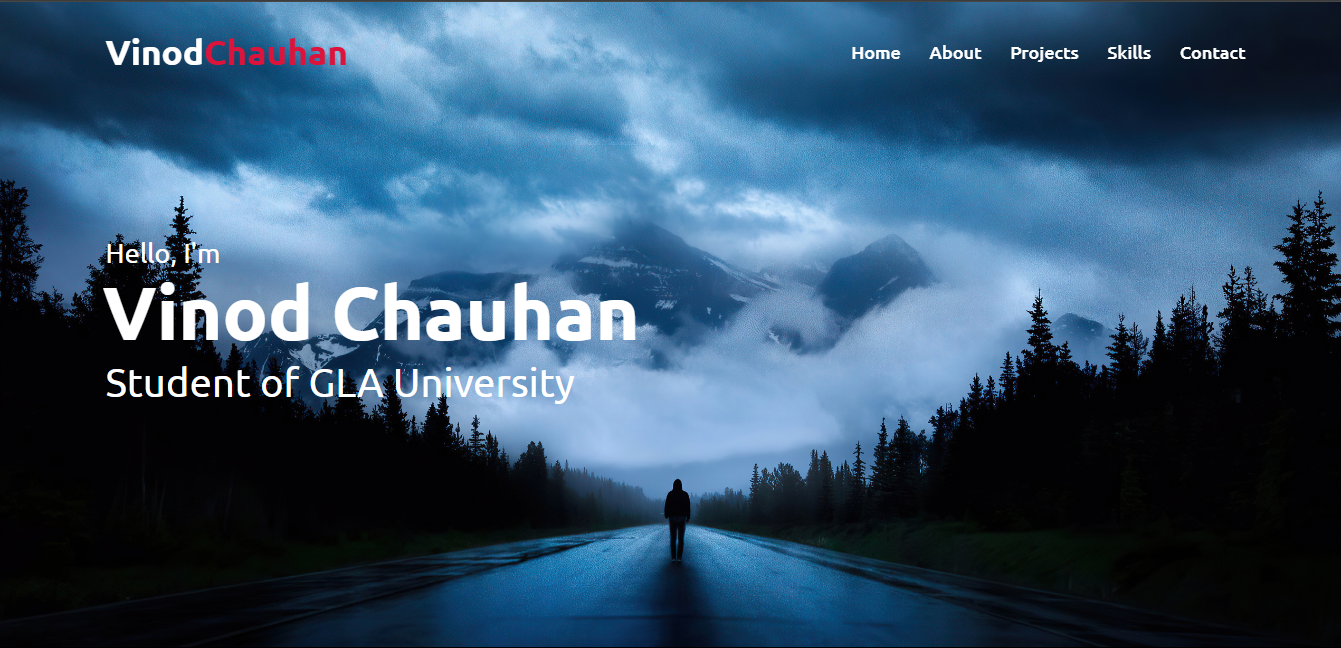 VinodChauhan
Home About Projects Skills Contact
Hello, I'm
Vinod Chauhan
Student of GLA University